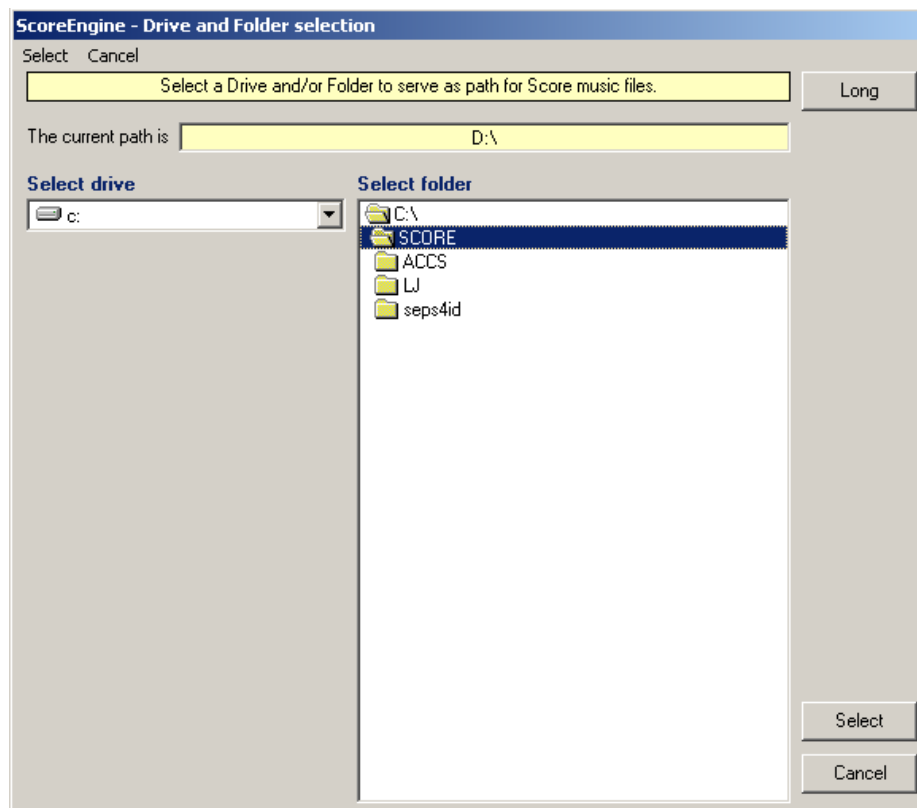 ScoreEngine - Drive and Folder selection
Select Cancel
Select a Drive and/or Folder to serve as path for Score music files.
Long
The current path is D:\
Select drive
c:
Select folder
C:\
SCORE
ACCS
LJ
seps4id
Select
Cancel